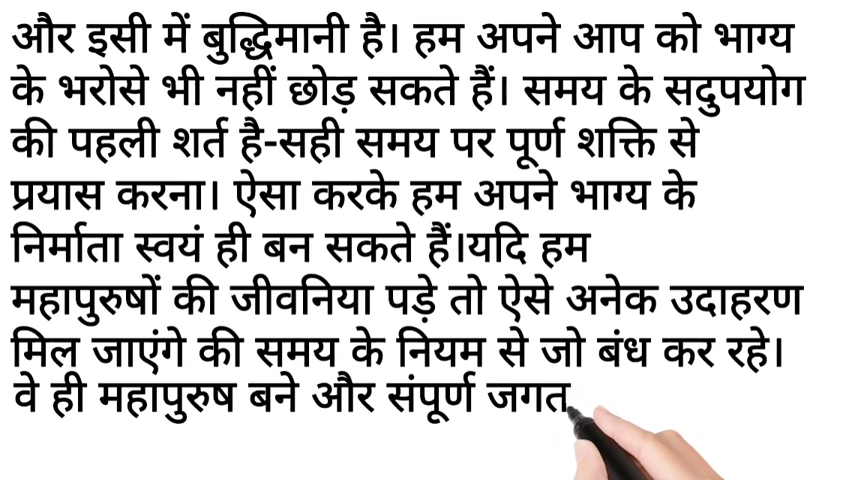 और इसी में बुद्धिमानी है। हम अपने आप को भाग्य
के भरोसे भी नहीं छोड़ सकते हैं। समय के सदुपयोग
की पहली शर्त है-सही समय पर पूर्ण शक्ति से
प्रयास करना। ऐसा करके हम अपने भाग्य के
निर्माता स्वयं ही बन सकते हैं।यदि हम
महापुरुषों की जीवनिया पड़े तो ऐसे अनेक उदाहरण
मिल जाएंगे की समय के नियम से जो बंध कर रहे।
वे ही महापुरुष बने और संपूर्ण जगत